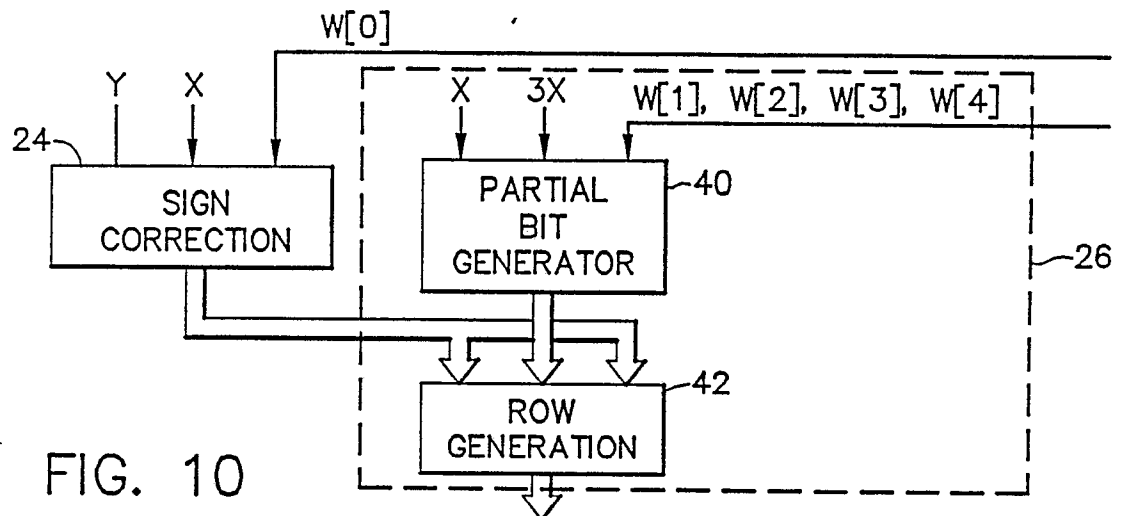 W[0]
Y X X 3X W[1], W[2], W[3], W[4]
24
SIGN
CORRECTION
PARTIAL
BIT
GENERATOR
40
26
ROW
GENERATION
42
FIG. 10